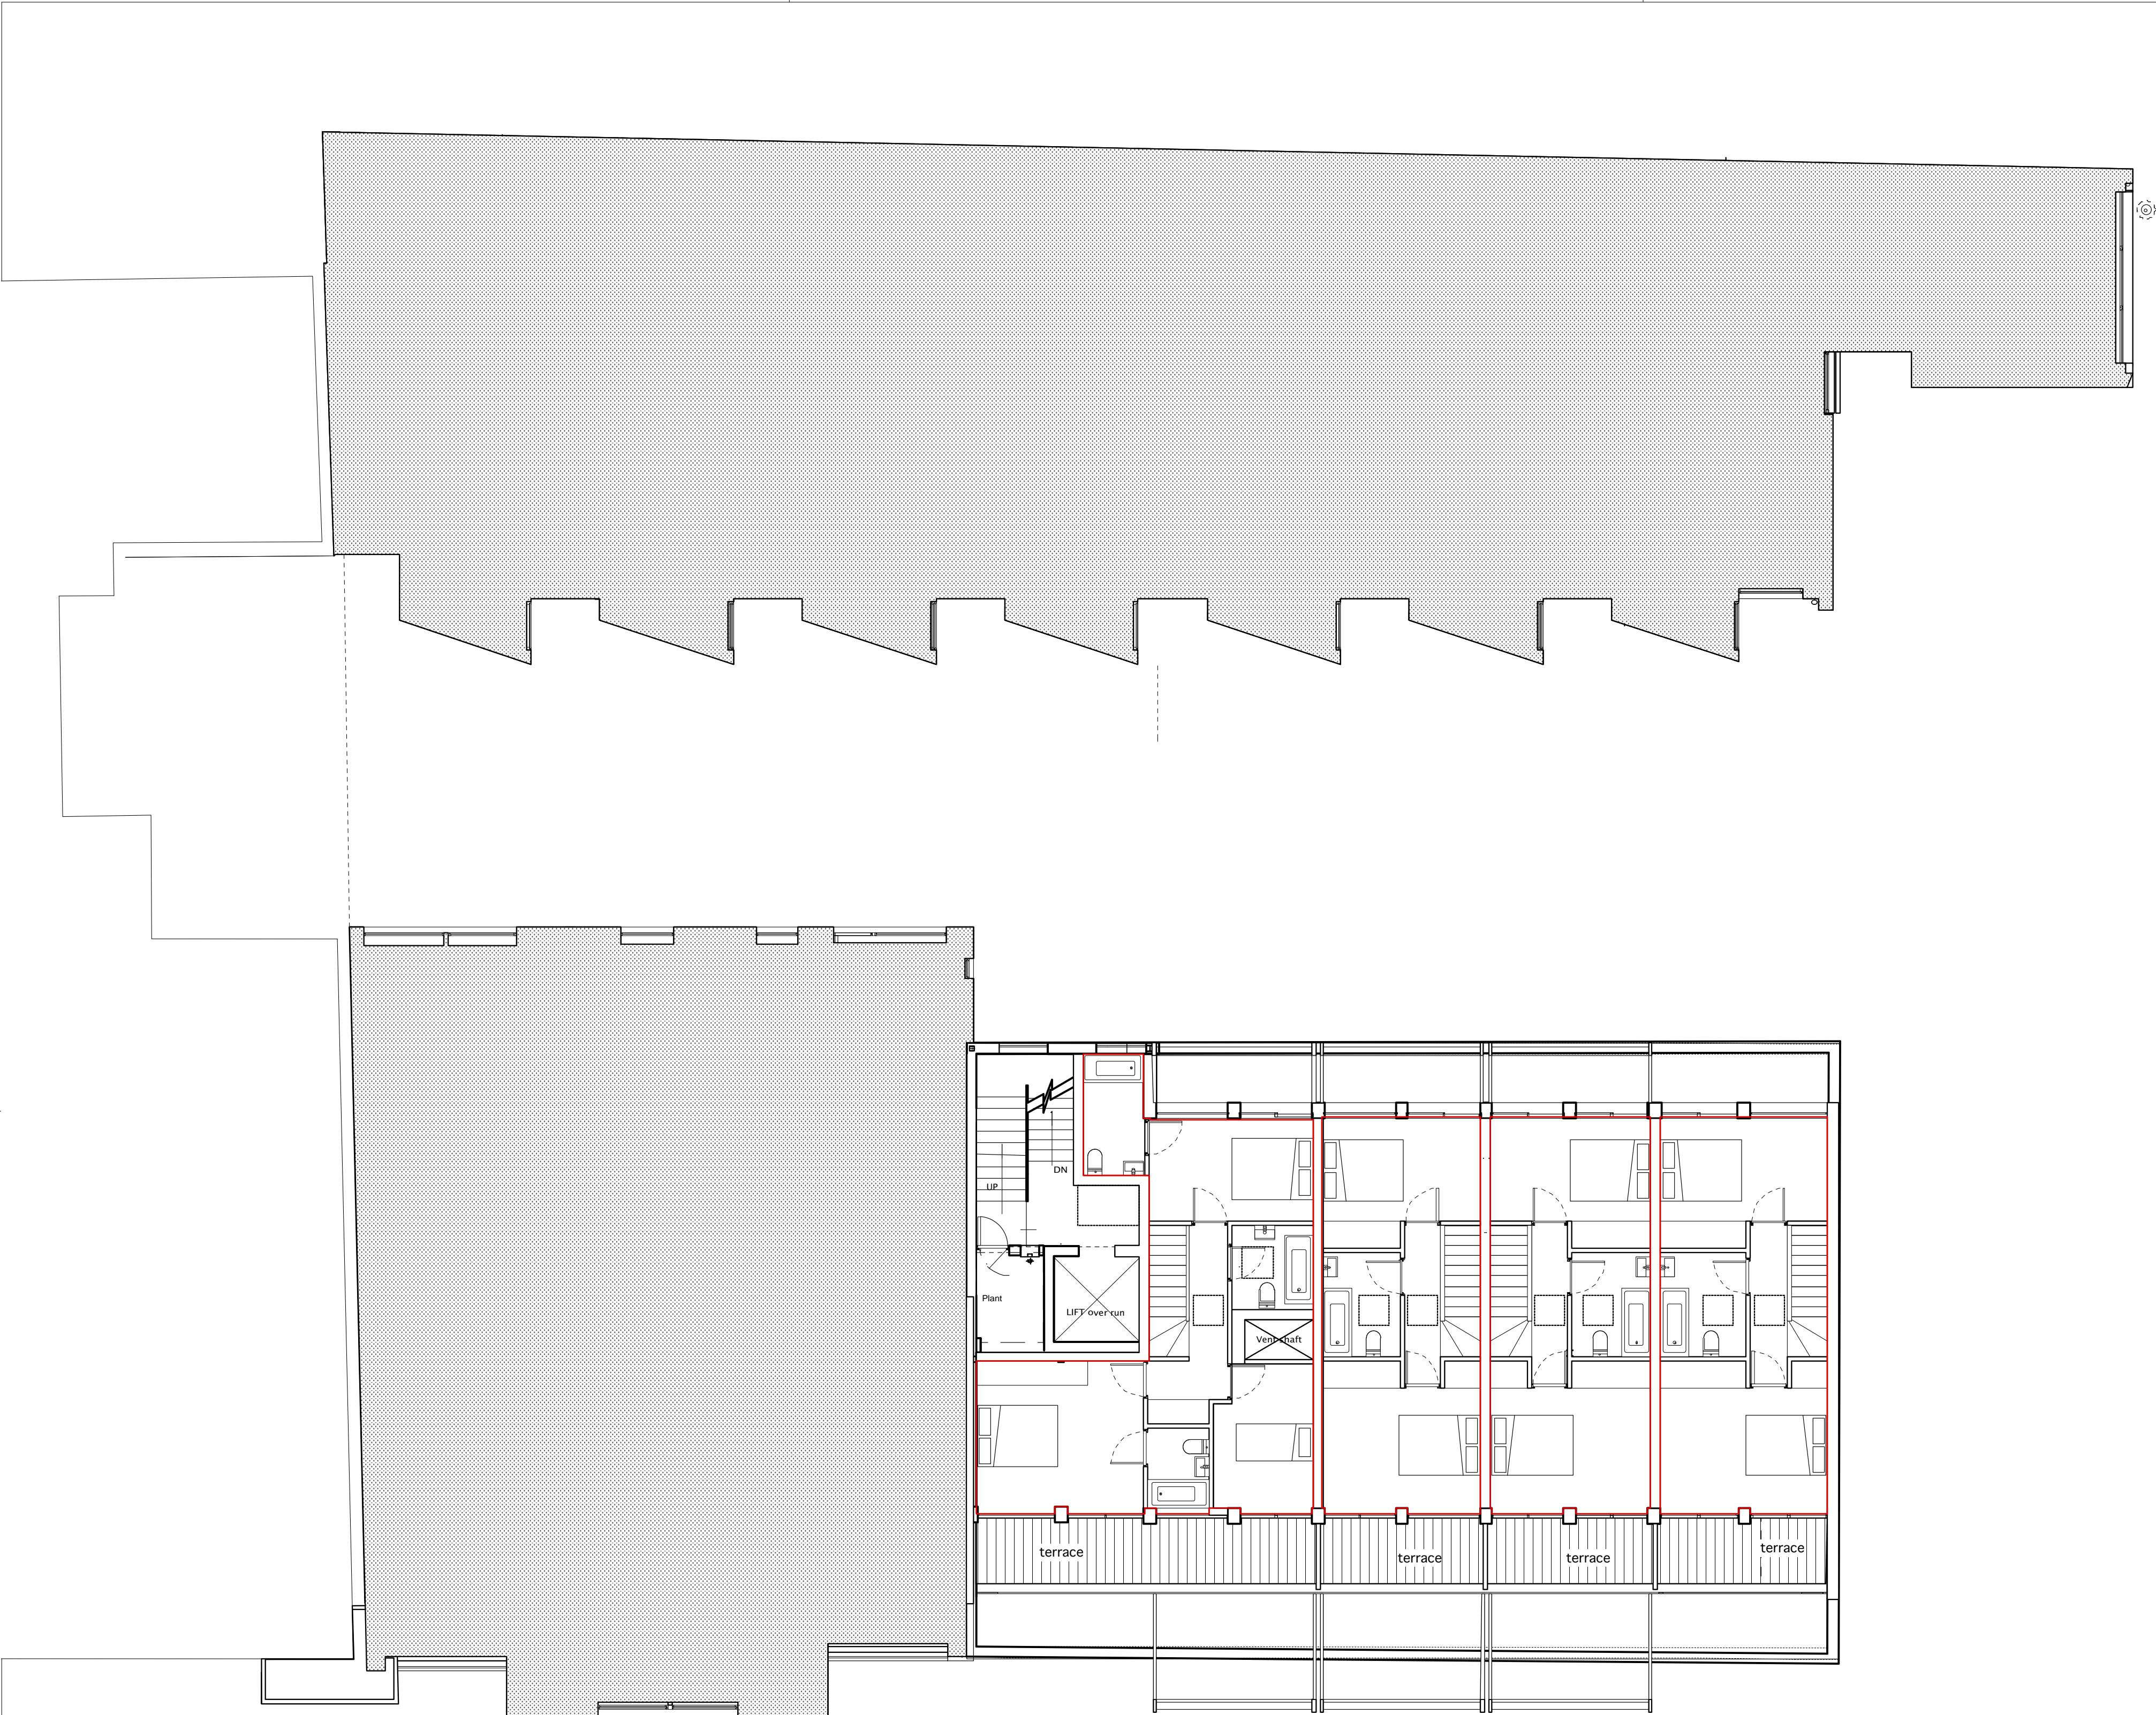 DN
UP
Plant
LIFT over run
Vent shaft
terrace
terrace
terrace
terrace